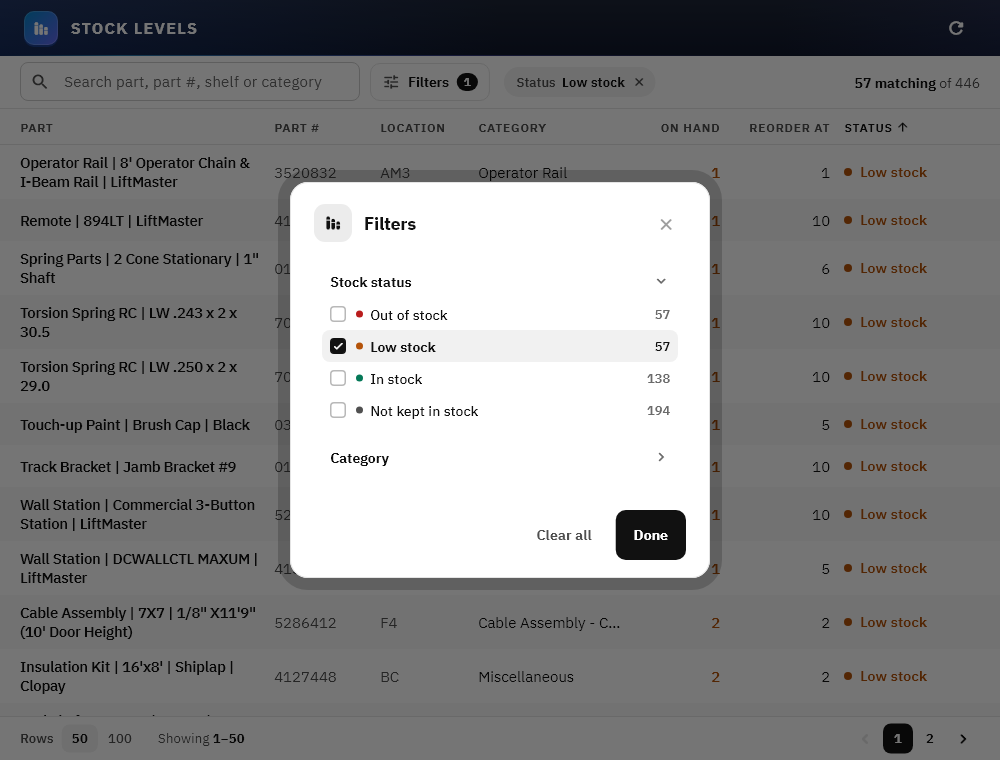 STOCK LEVELS
Search part, part #, shelf or category
Filters 1
Status Low stock ×
57 matching of 446
PART PART # LOCATION CATEGORY ON HAND REORDER AT STATUS ↑
Operator Rail | 8' Operator Chain &
I-Beam Rail | LiftMaster
3520832 AM3 Operator Rail 1 1 Low stock
Remote | 894LT | LiftMaster 41 1 10 Low stock
Spring Parts | 2 Cone Stationary | 1"
Shaft
01 1 6 Low stock
Torsion Spring RC | LW .243 x 2 x
30.5
70 1 10 Low stock
Torsion Spring RC | LW .250 x 2 x
29.0
70 1 10 Low stock
Touch-up Paint | Brush Cap | Black 03 1 5 Low stock
Track Bracket | Jamb Bracket #9 01 1 10 Low stock
Wall Station | Commercial 3-Button
Station | LiftMaster
52 1 10 Low stock
Wall Station | DCWALLCTL MAXUM |
LiftMaster
41 1 5 Low stock
Cable Assembly | 7X7 | 1/8" X11'9"
(10' Door Height)
5286412 F4 Cable Assembly - C... 2 2 Low stock
Insulation Kit | 16'x8' | Shiplap |
Clopay
4127448 BC Miscellaneous 2 2 Low stock
Filters
Stock status
Out of stock 57
Low stock 57
In stock 138
Not kept in stock 194
Category
Clear all Done
Rows 50 100 Showing 1–50
1 2